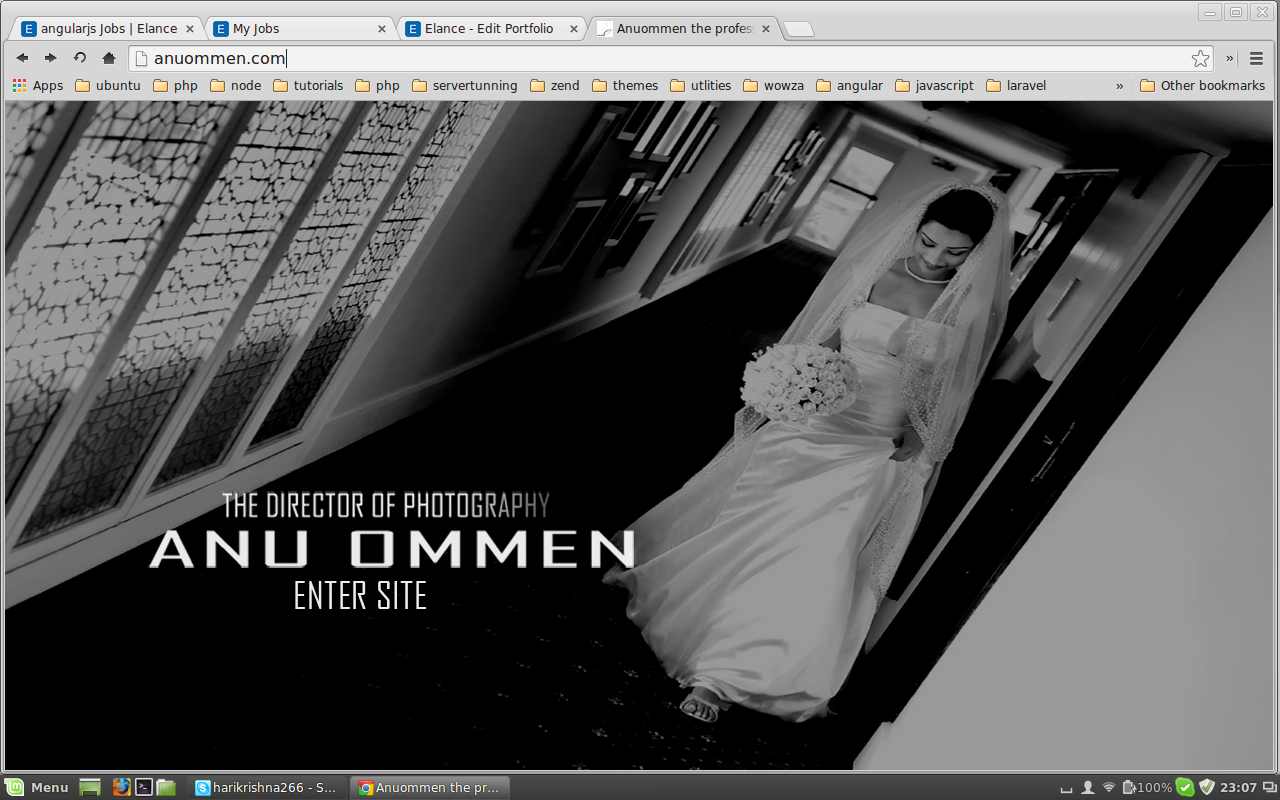 angularjs Jobs | Elance
My Jobs
Elance - Edit Portfolio
Anuommen the profes
anuommen.com
Apps
ubuntu
php
node
tutorials
php
servertunning
zend
themes
utlities
wowza
angular
javascript
laravel
»
Other bookmarks
THE DIRECTOR OF PHOTOGRAPHY
ANU OMMEN
ENTER SITE
Menu
harikrishna266 - S...
Anuommen the pr...
100%
23:07